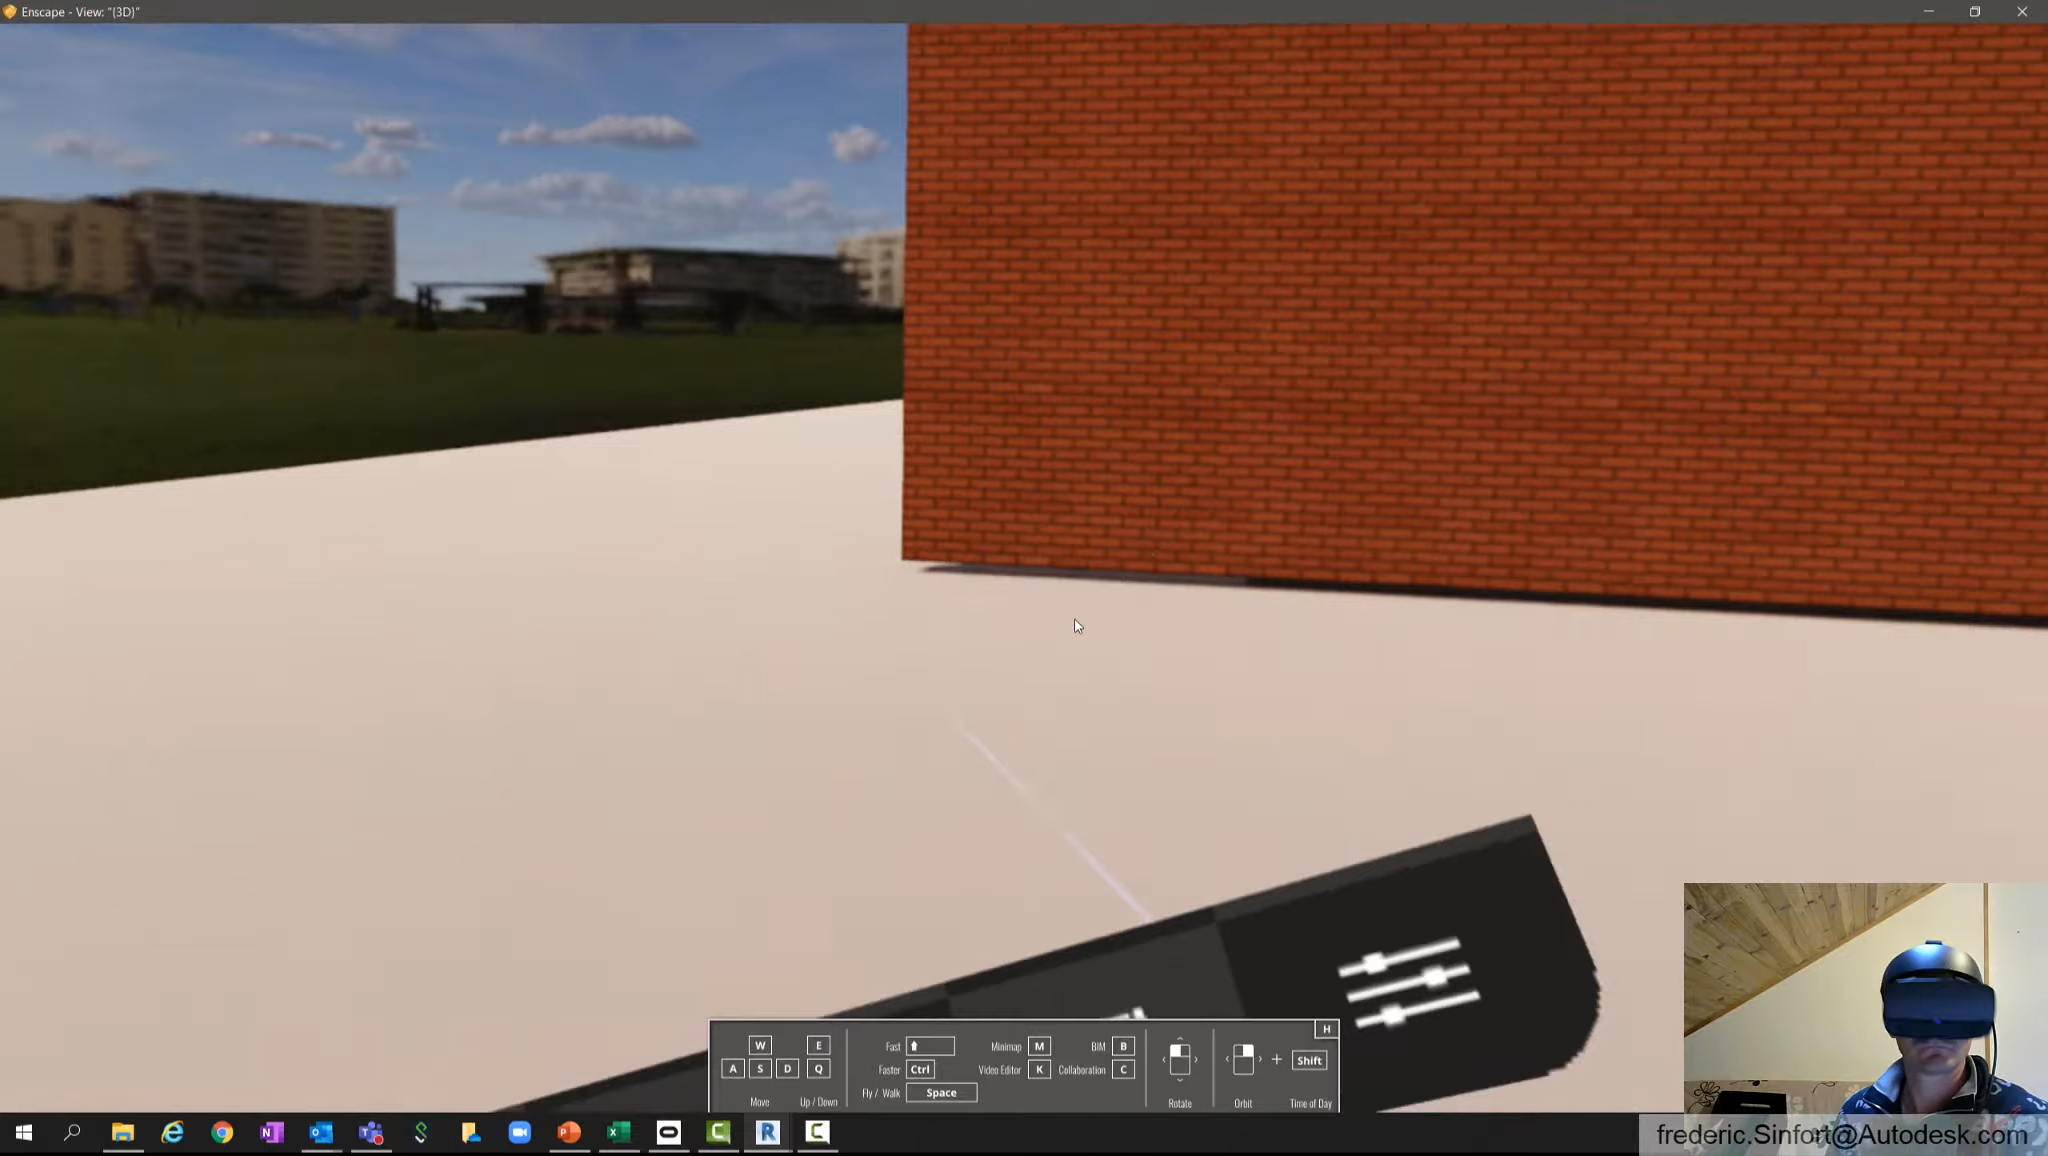 Enscape - View: "{3D}"
H
W E
A S D Q
Move Up / Down
Fast
Faster Ctrl
Fly / Walk Space
Minimap M
Video Editor K
BIM B
Collaboration C
Rotate
Orbit
+ Shift
Time of Day
frederic.Sinfort@Autodesk.com